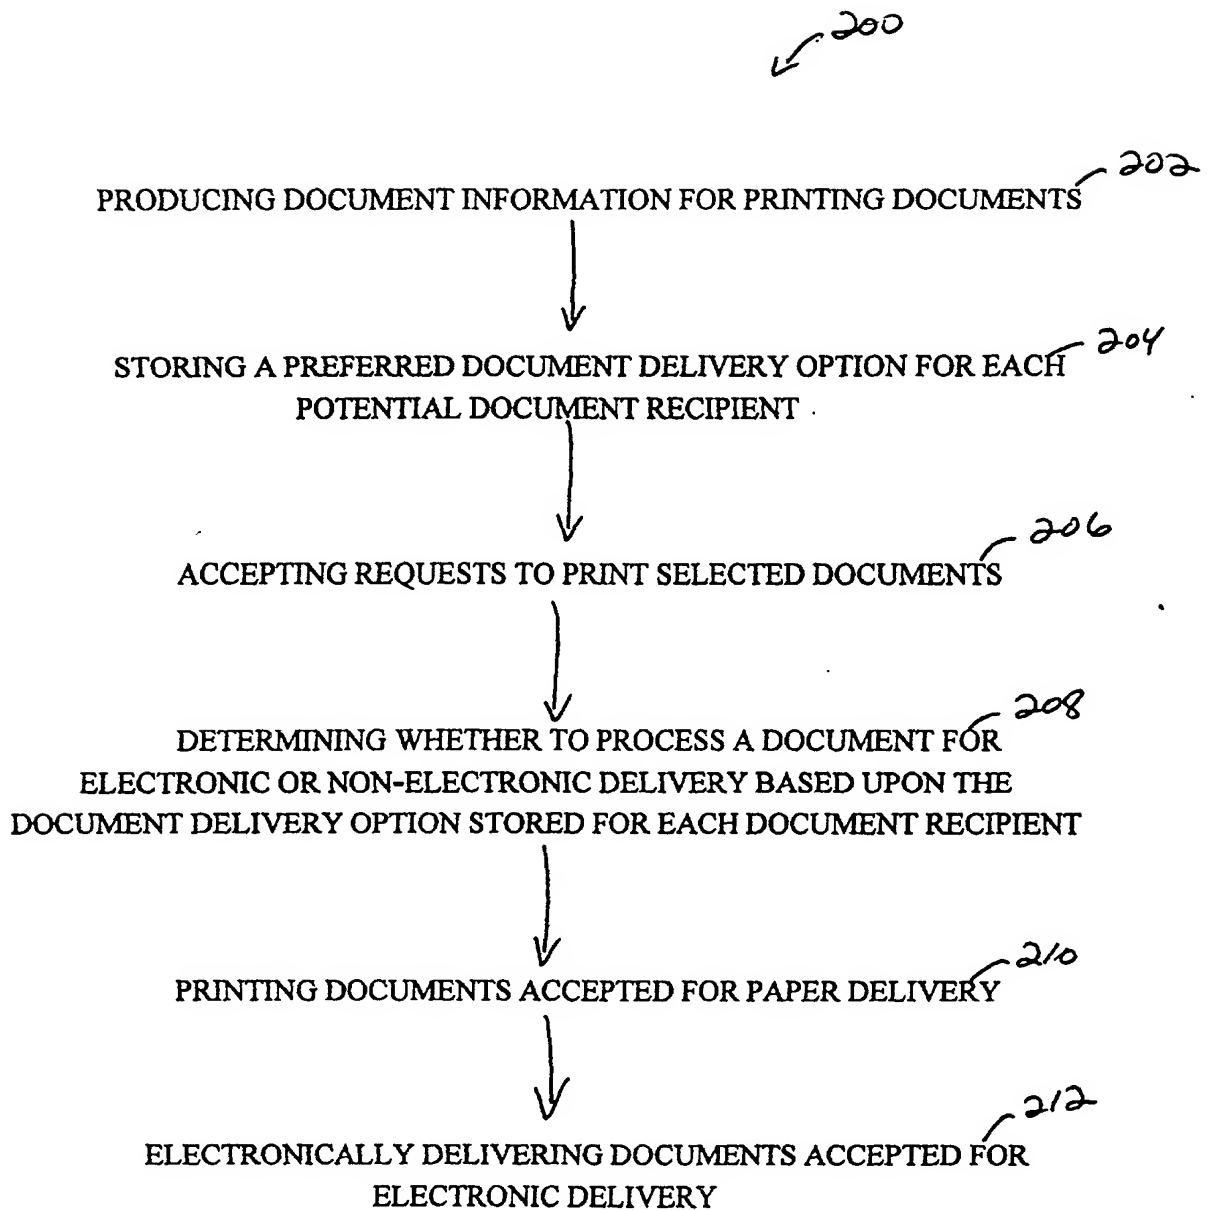 200
202
PRODUCING DOCUMENT INFORMATION FOR PRINTING DOCUMENTS
204
STORING A PREFERRED DOCUMENT DELIVERY OPTION FOR EACH
POTENTIAL DOCUMENT RECIPIENT
206
ACCEPTING REQUESTS TO PRINT SELECTED DOCUMENTS
208
DETERMINING WHETHER TO PROCESS A DOCUMENT FOR
ELECTRONIC OR NON-ELECTRONIC DELIVERY BASED UPON THE
DOCUMENT DELIVERY OPTION STORED FOR EACH DOCUMENT RECIPIENT
210
PRINTING DOCUMENTS ACCEPTED FOR PAPER DELIVERY
212
ELECTRONICALLY DELIVERING DOCUMENTS ACCEPTED FOR
ELECTRONIC DELIVERY